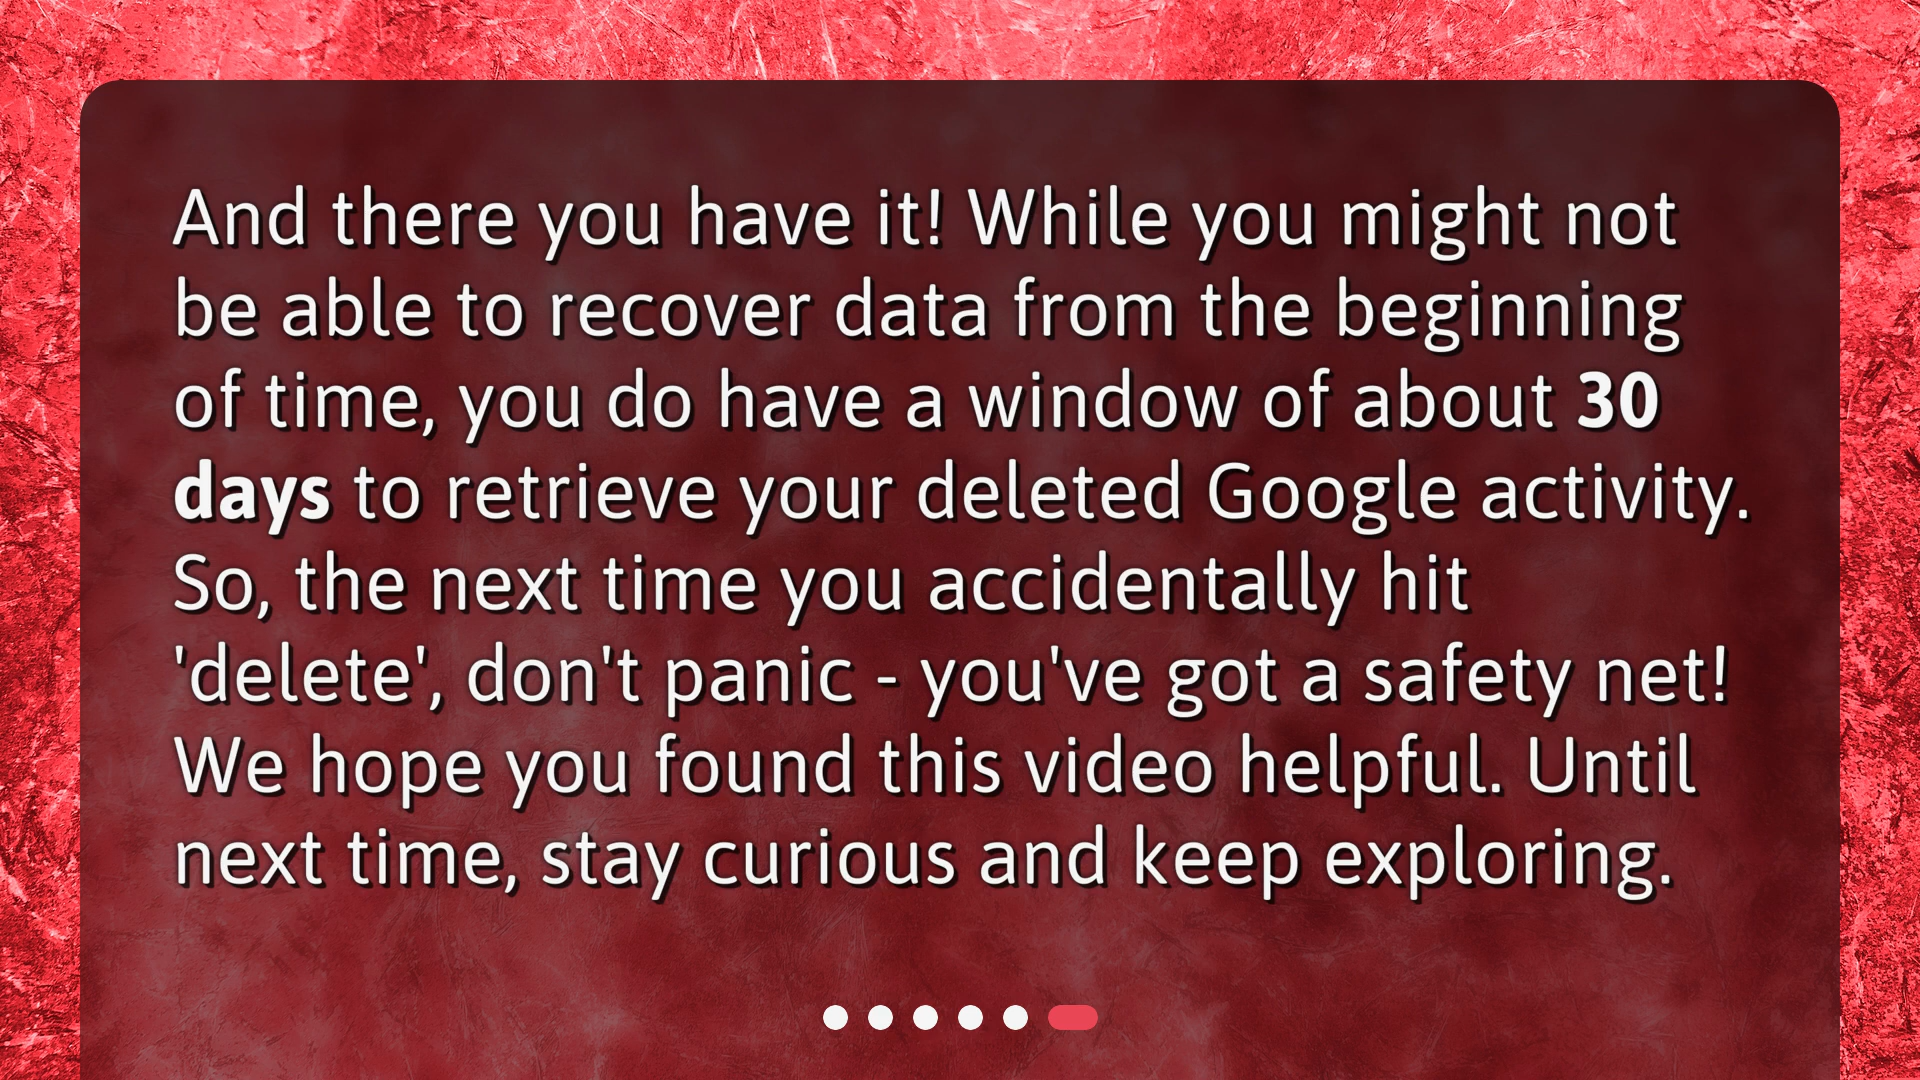 And there you have it! While you might not
be able to recover data from the beginning
of time, you do have a window of about 30
days to retrieve your deleted Google activity.
So, the next time you accidentally hit
'delete', don't panic - you've got a safety net!
We hope you found this video helpful. Until
next time, stay curious and keep exploring.